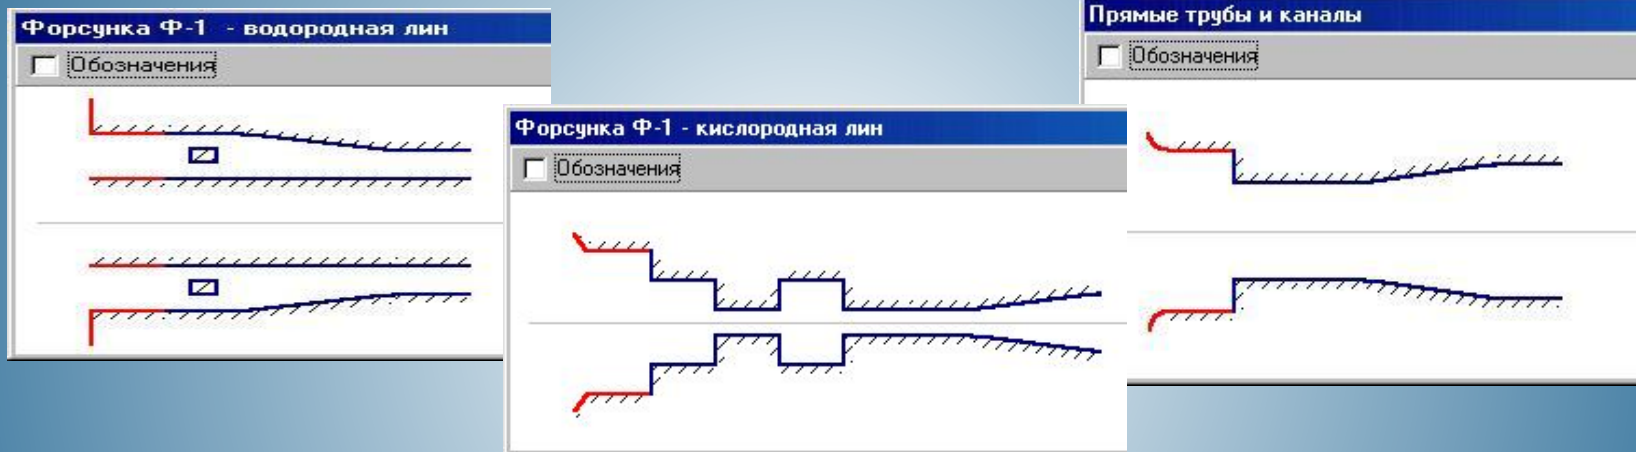 Форсунка Ф-1 - водородная лин
Обозначения
Форсунка Ф-1 - кислородная лин
Обозначения
Прямые трубы и каналы
Обозначения